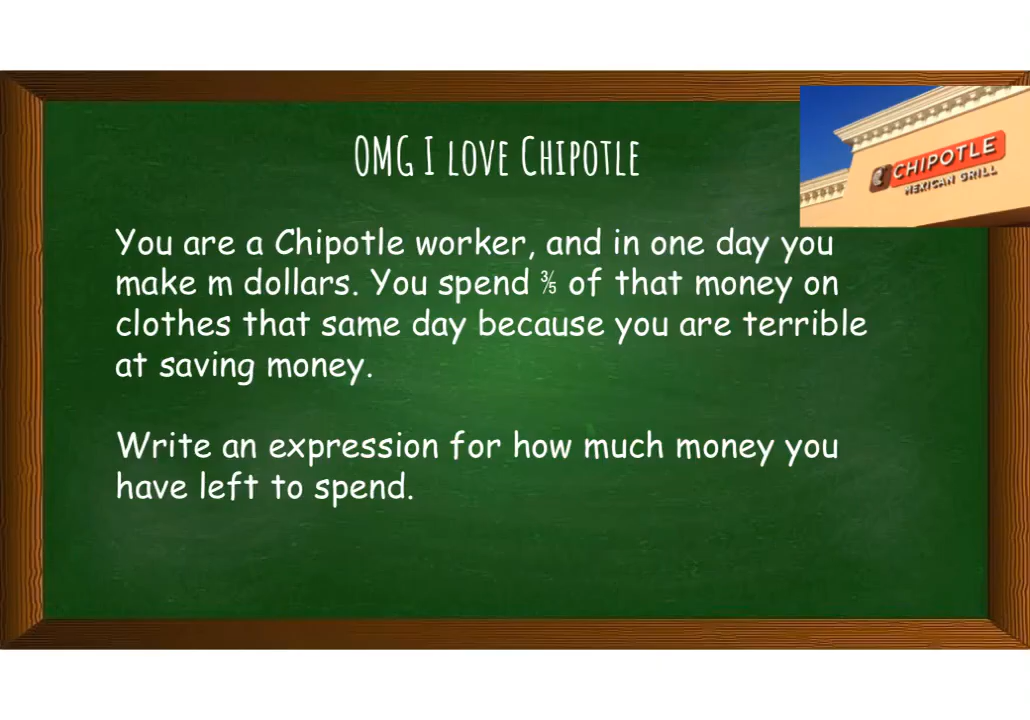 OMG I LOVE CHIPOTLE
CHIPOTLE
MEXICAN GRILL
You are a Chipotle worker, and in one day you
make m dollars. You spend ⅗ of that money on
clothes that same day because you are terrible
at saving money.
Write an expression for how much money you
have left to spend.